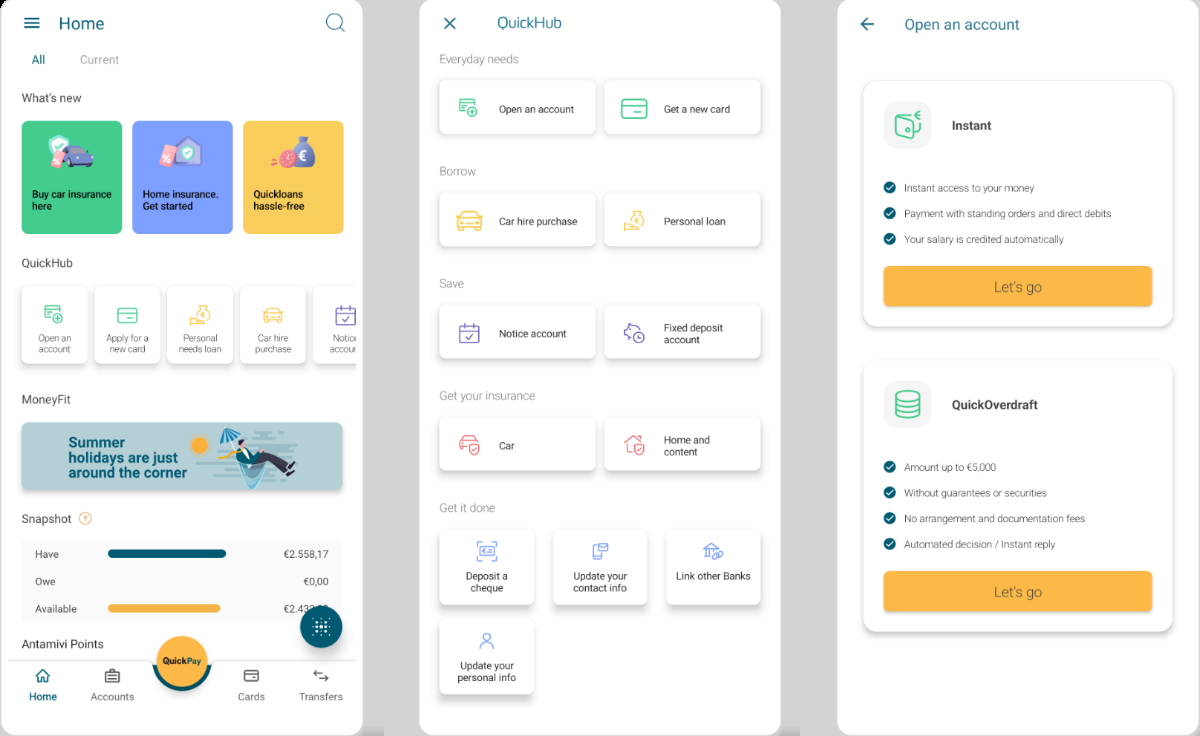 Home
All
Current
What's new
Buy car insurance
here
Home insurance.
Get started
Quickloans
hassle-free
QuickHub
Open an
account
Apply for a
new card
Personal
needs loan
Car hire
purchase
Notice
accour
MoneyFit
Summer
holidays are just
around the corner
Snapshot ?
Have €2.558,17
Owe €0,00
Available
Antamivi Points
QuickPay
Home
Accounts
Cards
Transfers
QuickHub
Everyday needs
Open an account
Get a new card
Borrow
Car hire purchase
Personal loan
Save
Notice account
Fixed deposit
account
Get your insurance
Car
Home and
content
Get it done
Deposit a
cheque
Update your
contact info
Link other Banks
Update your
personal info
Open an account
Instant
Instant access to your money
Payment with standing orders and direct debits
Your salary is credited automatically
Let's go
QuickOverdraft
Amount up to €5,000
Without guarantees or securities
No arrangement and documentation fees
Automated decision / Instant reply
Let's go